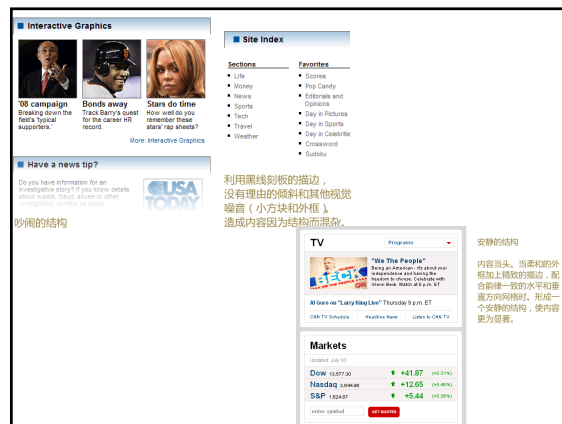 Interactive Graphics
'08 campaign
Breaking down the
field's 'typical
supporters.'
Bonds away
Track Barry's quest
for the career HR
record.
Stars do time
How well do you
remember these
stars' rap sheets?
More: Interactive Graphics
Have a news tip?
Do you have information for an
investigative story? If you know details
about waste, fraud, abuse or other
wrongdoing, contact us today.
USA
TODAY
吵闹的结构
Site Index
Sections
Life
Money
News
Sports
Tech
Travel
Weather
Favorites
Scores
Pop Candy
Editorials and
Opinions
Day in Pictures
Day in Sports
Day in Celebrities
Crossword
Sudoku
利用黑线刻板的描边，
没有理由的倾斜和其他视觉
噪音（小方块和外框），
造成内容因为结构而混杂。
TV
Programs
BECK
"We The People"
Being an American - it's about your
independence and having the
freedom to choose. Celebrate with
Glenn Beck. Watch at 9 p.m. ET
Al Gore on "Larry King Live" Thursday 9 p.m. ET
CNN TV Schedule
Headline News
Listen to CNN TV
Markets
Updated: July 03
Dow 13,577.30 +41.87 (+0.31%)
Nasdaq +12.65
S&P 1,524.87 +5.44 (+0.36%)
enter symbol
GET QUOTES
安静的结构
内容当头。当柔和的外
框加上精致的描边，配
合韵律一致的水平和垂
直方向网格时。形成一
个安静的结构，使内容
更为显著。